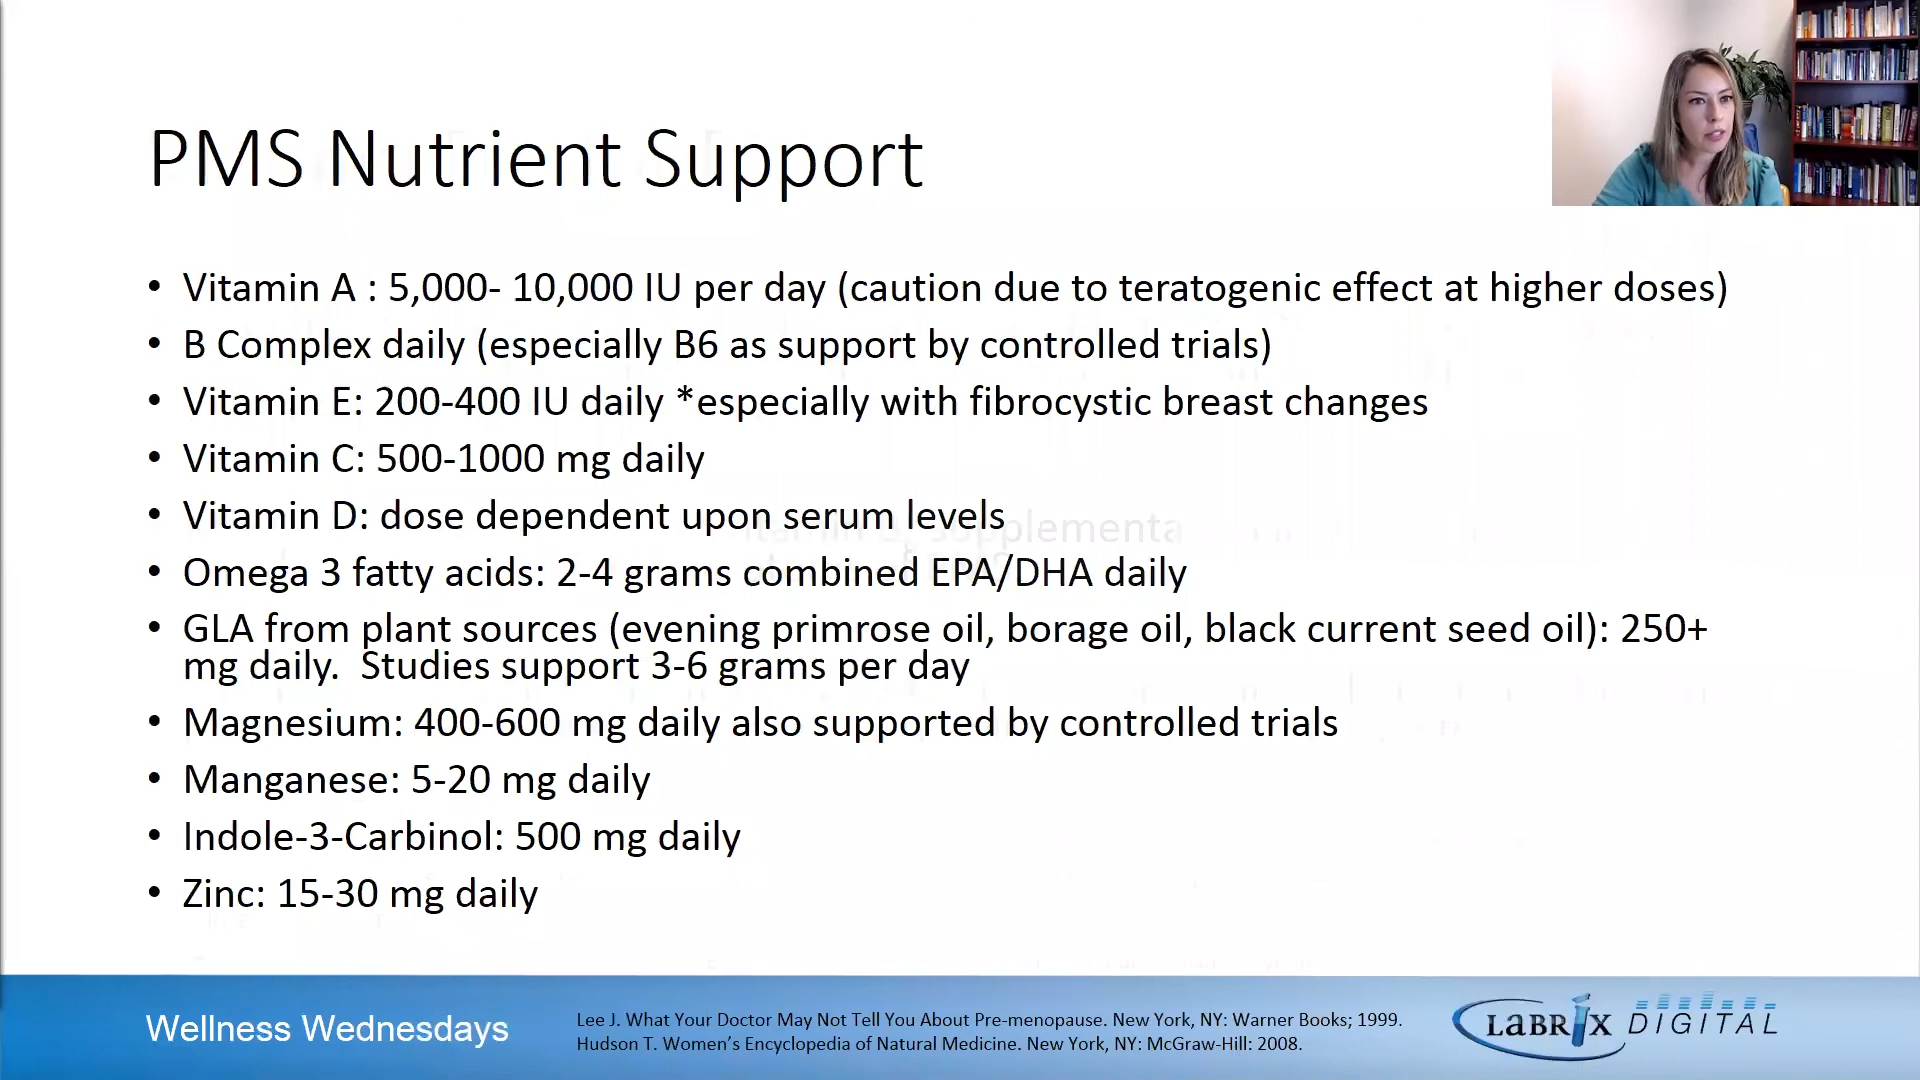 PMS Nutrient Support
• Vitamin A : 5,000- 10,000 IU per day (caution due to teratogenic effect at higher doses)
• B Complex daily (especially B6 as support by controlled trials)
• Vitamin E: 200-400 IU daily *especially with fibrocystic breast changes
• Vitamin C: 500-1000 mg daily
• Vitamin D: dose dependent upon serum levels
• Omega 3 fatty acids: 2-4 grams combined EPA/DHA daily
• GLA from plant sources (evening primrose oil, borage oil, black current seed oil): 250+
mg daily.  Studies support 3-6 grams per day
• Magnesium: 400-600 mg daily also supported by controlled trials
• Manganese: 5-20 mg daily
• Indole-3-Carbinol: 500 mg daily
• Zinc: 15-30 mg daily
Wellness Wednesdays
Lee J. What Your Doctor May Not Tell You About Pre-menopause. New York, NY: Warner Books; 1999.
Hudson T. Women's Encyclopedia of Natural Medicine. New York, NY: McGraw-Hill: 2008.
LABRIX DIGITAL